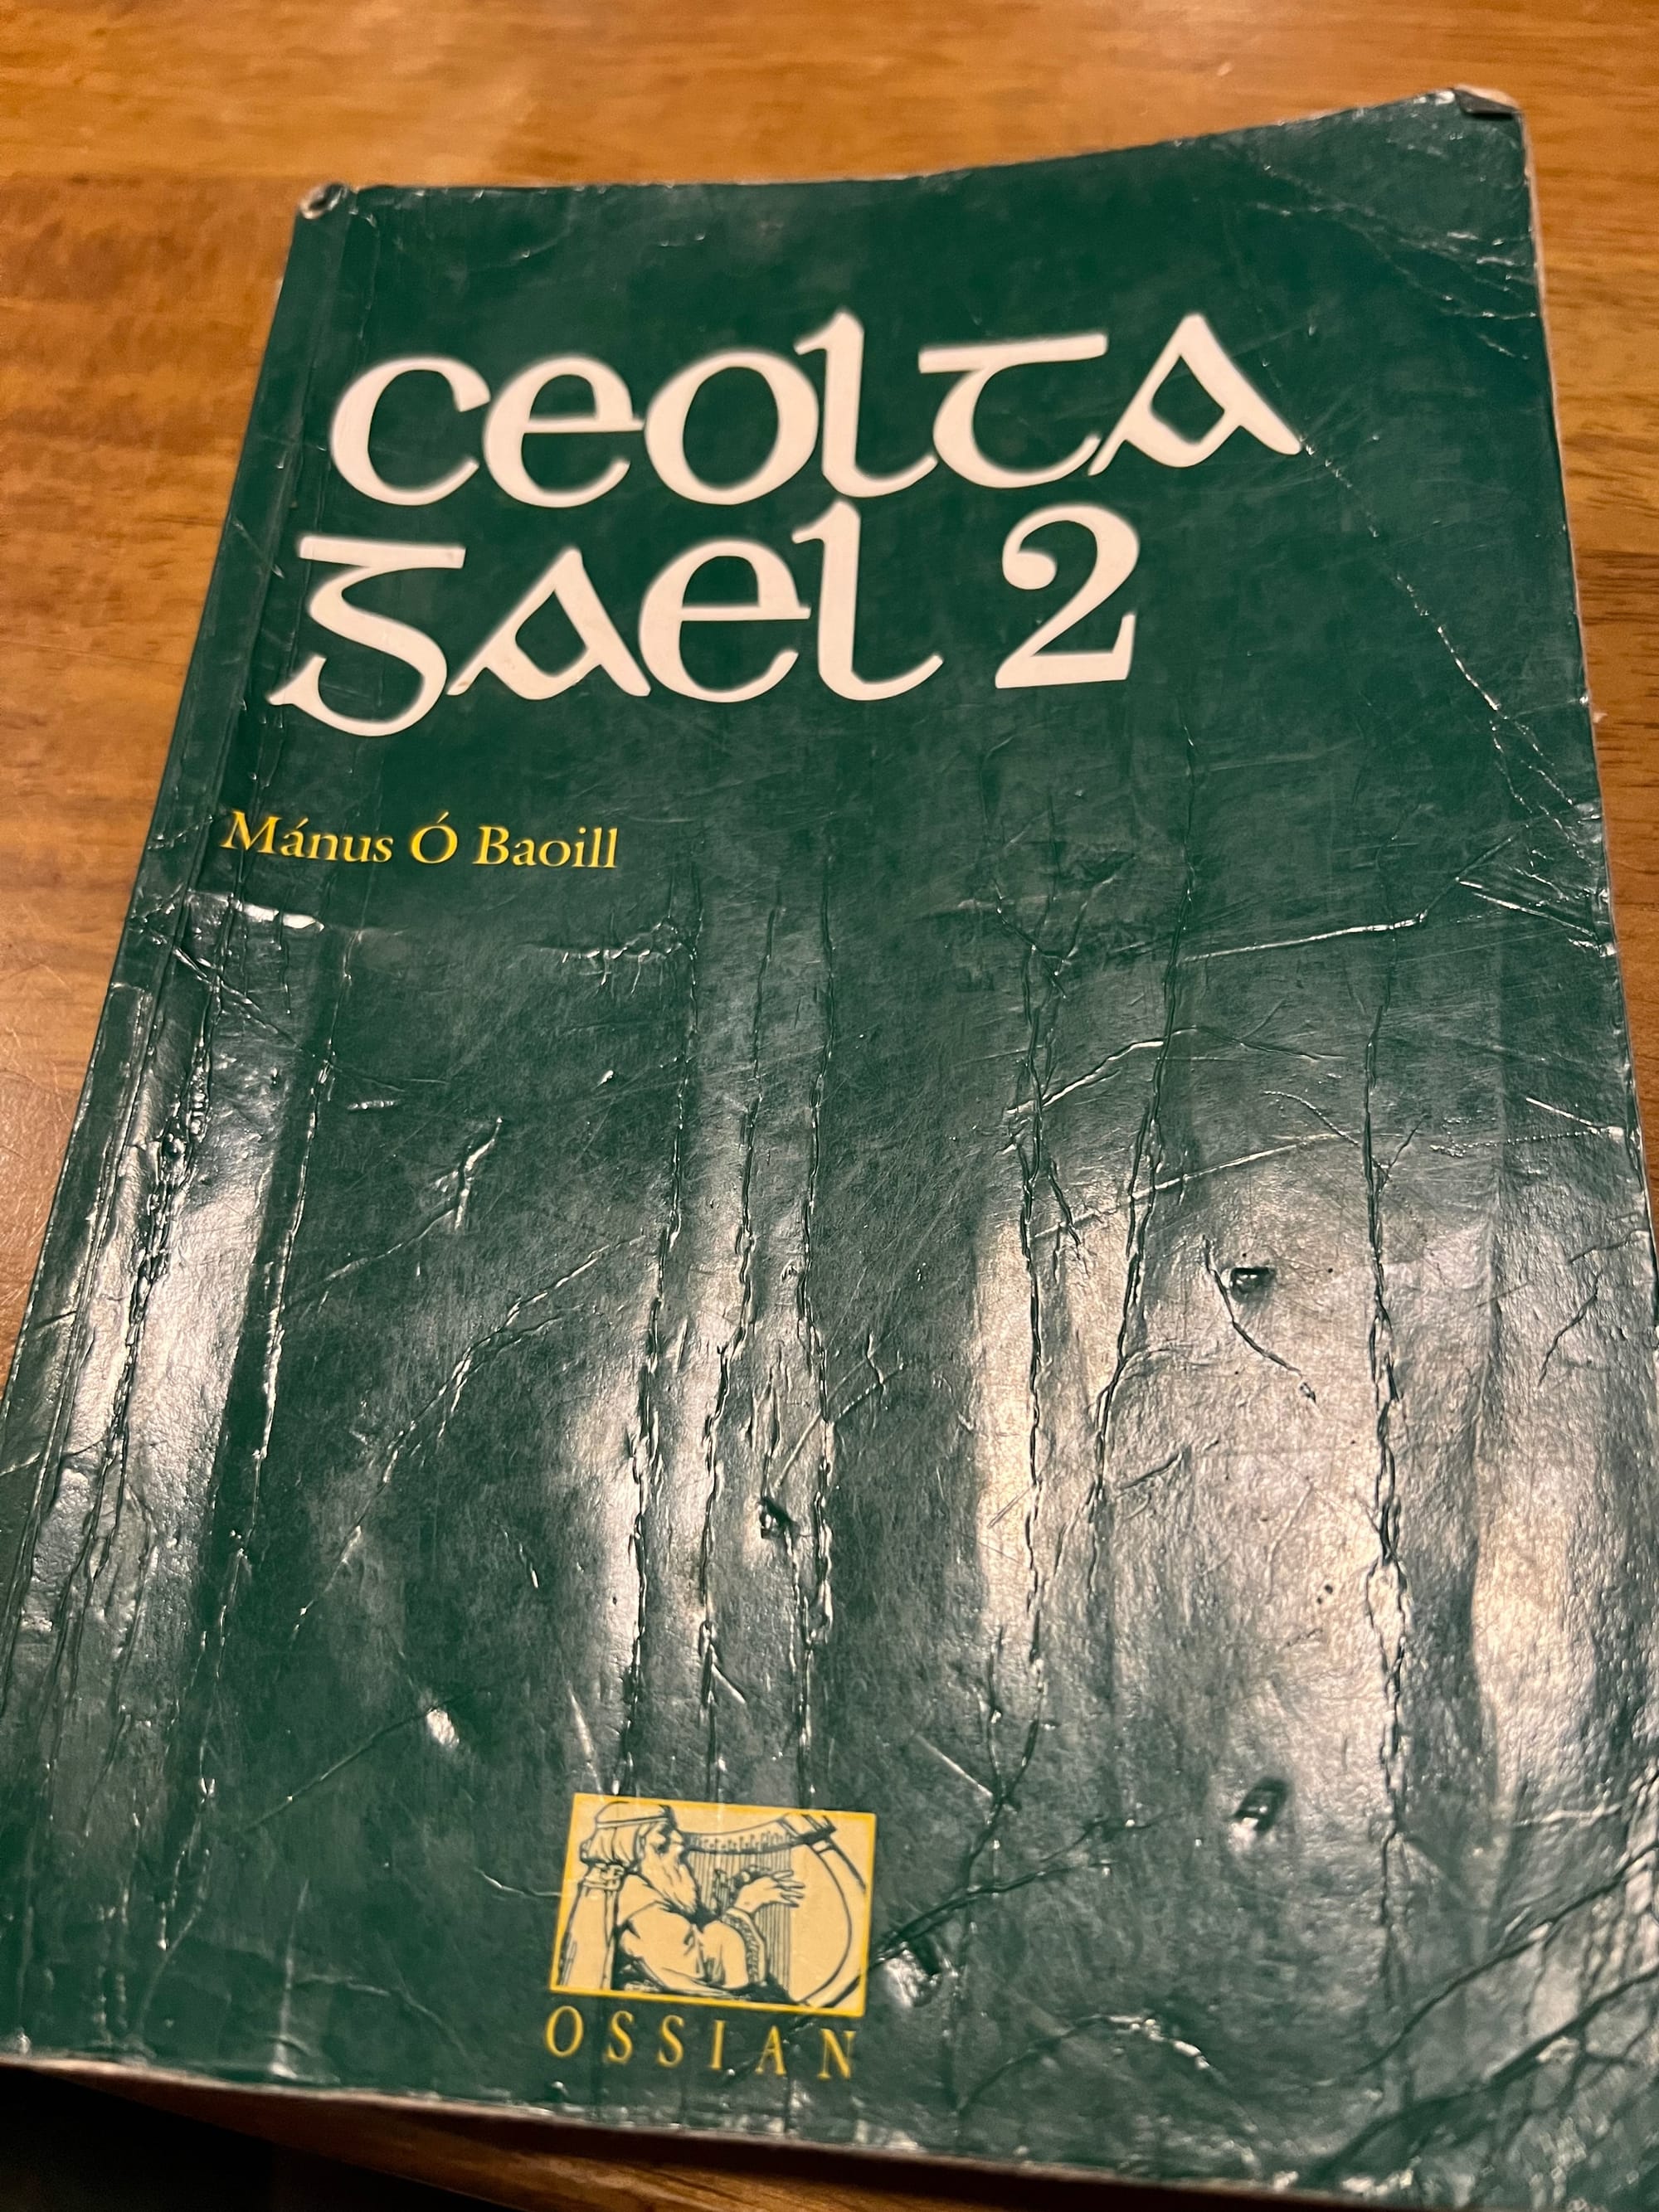 Ceolta
Gael 2
Mánus Ó Baoill
OSSIAN